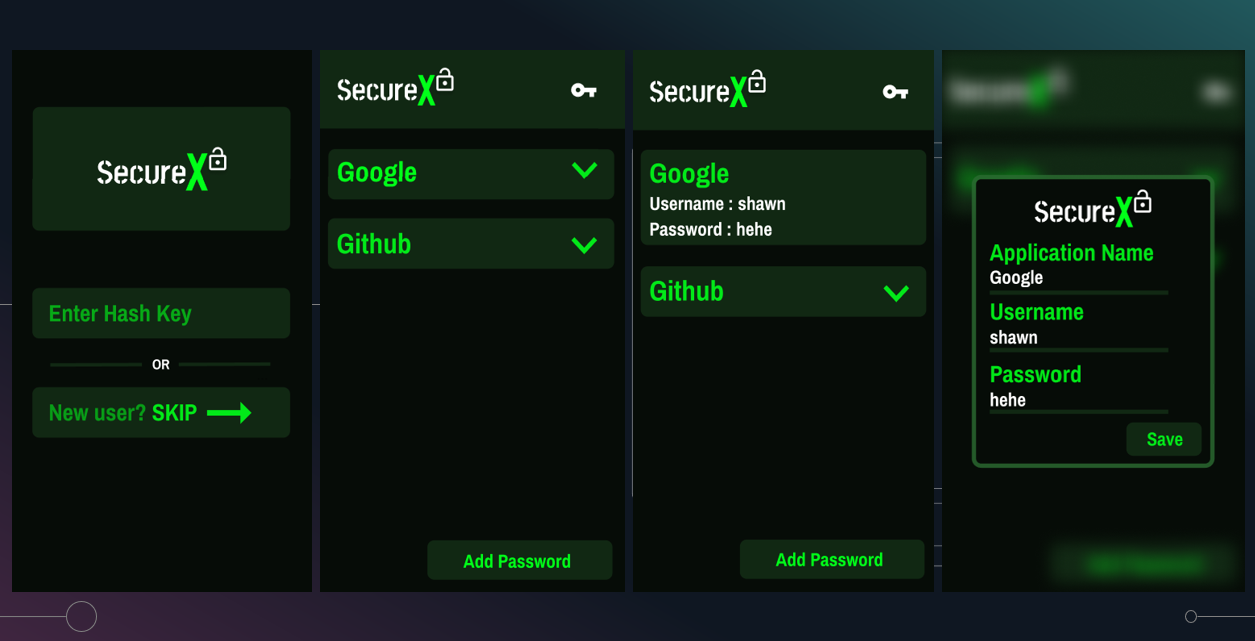 SecureX
Enter Hash Key
OR
New user? SKIP
SecureX
Google
Github
Add Password
SecureX
Google
Username : shawn
Password : hehe
Github
Add Password
SecureX
Application Name
Google
Username
shawn
Password
hehe
Save